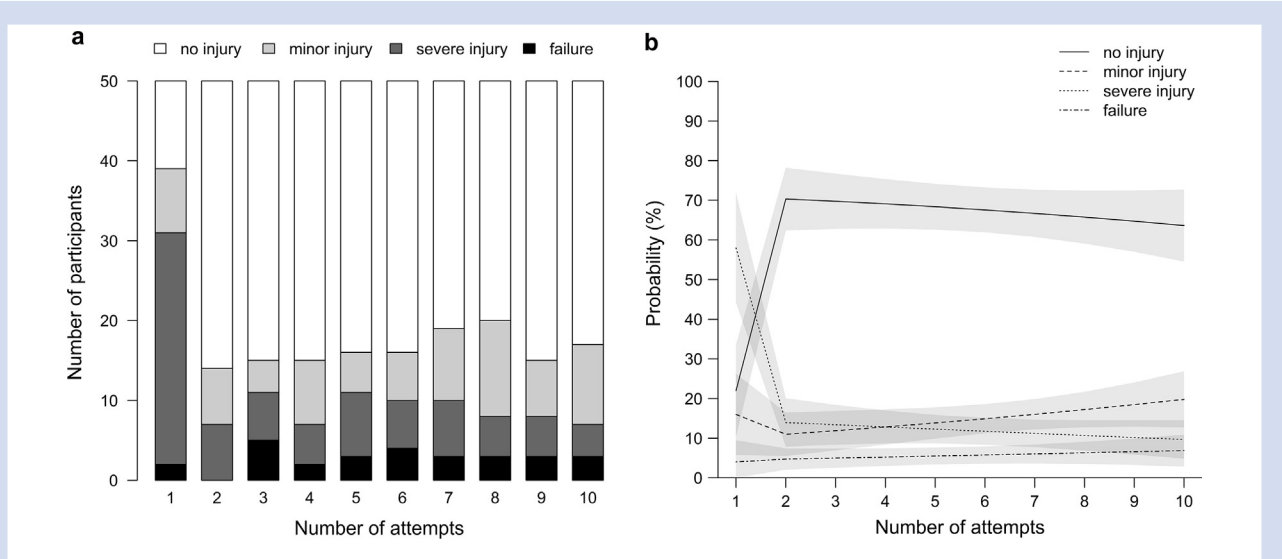 a
no injury minor injury severe injury failure
Number of participants
50
40
30
20
10
0
1 2 3 4 5 6 7 8 9 10
Number of attempts
b
no injury
minor injury
severe injury
failure
Probability (%)
100
90
80
70
60
50
40
30
20
10
0
1 2 3 4 5 6 7 8 9 10
Number of attempts